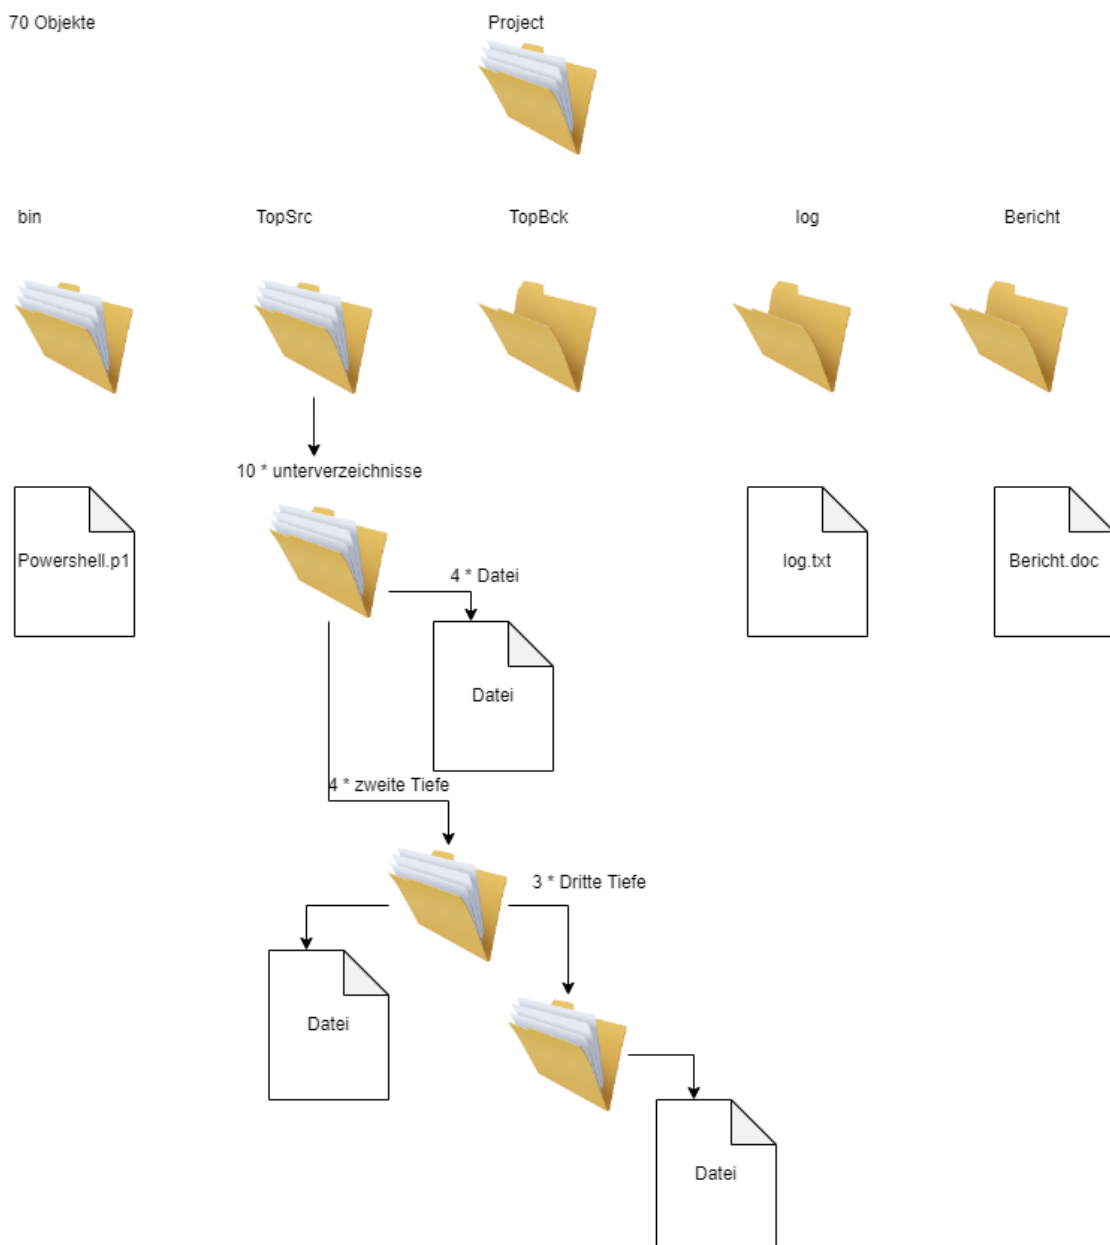 70 Objekte
Project
bin
TopSrc
TopBck
log
Bericht
10 * unterverzeichnisse
Powershell.p1
4 * Datei
log.txt
Bericht.doc
Datei
4 * zweite Tiefe
3 * Dritte Tiefe
Datei
Datei